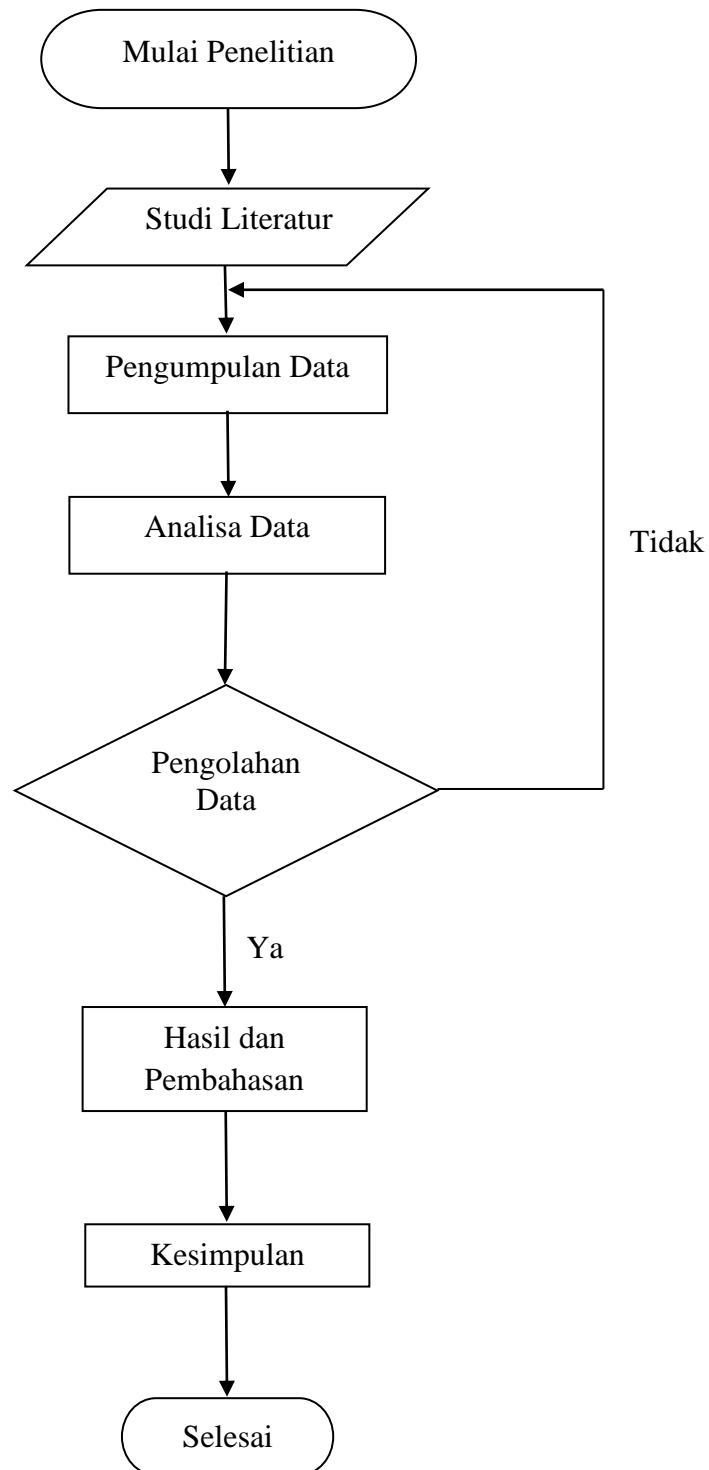 Mulai Penelitian
Studi Literatur
Pengumpulan Data
Analisa Data
Tidak
Pengolahan
Data
Ya
Hasil dan
Pembahasan
Kesimpulan
Selesai